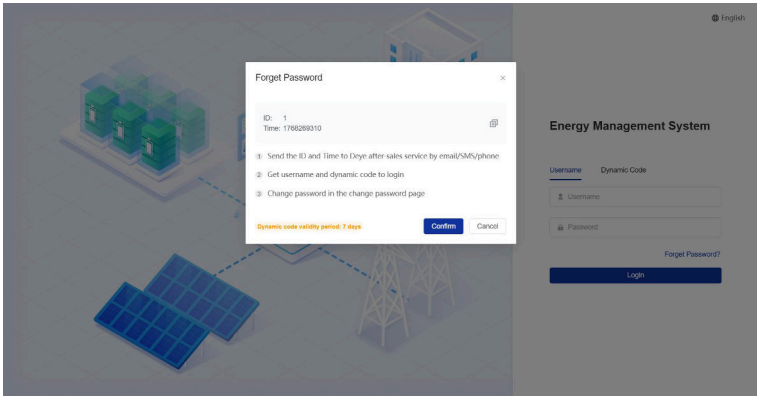 English
Forget Password
ID: 1
Time: 1768269310
1 Send the ID and Time to Deye after-sales service by email/SMS/phone
2 Get username and dynamic code to login
3 Change password in the change password page
Dynamic code validity period: 7 days
Confirm
Cancel
Energy Management System
Username
Dynamic Code
Username
Password
Forget Password?
Login